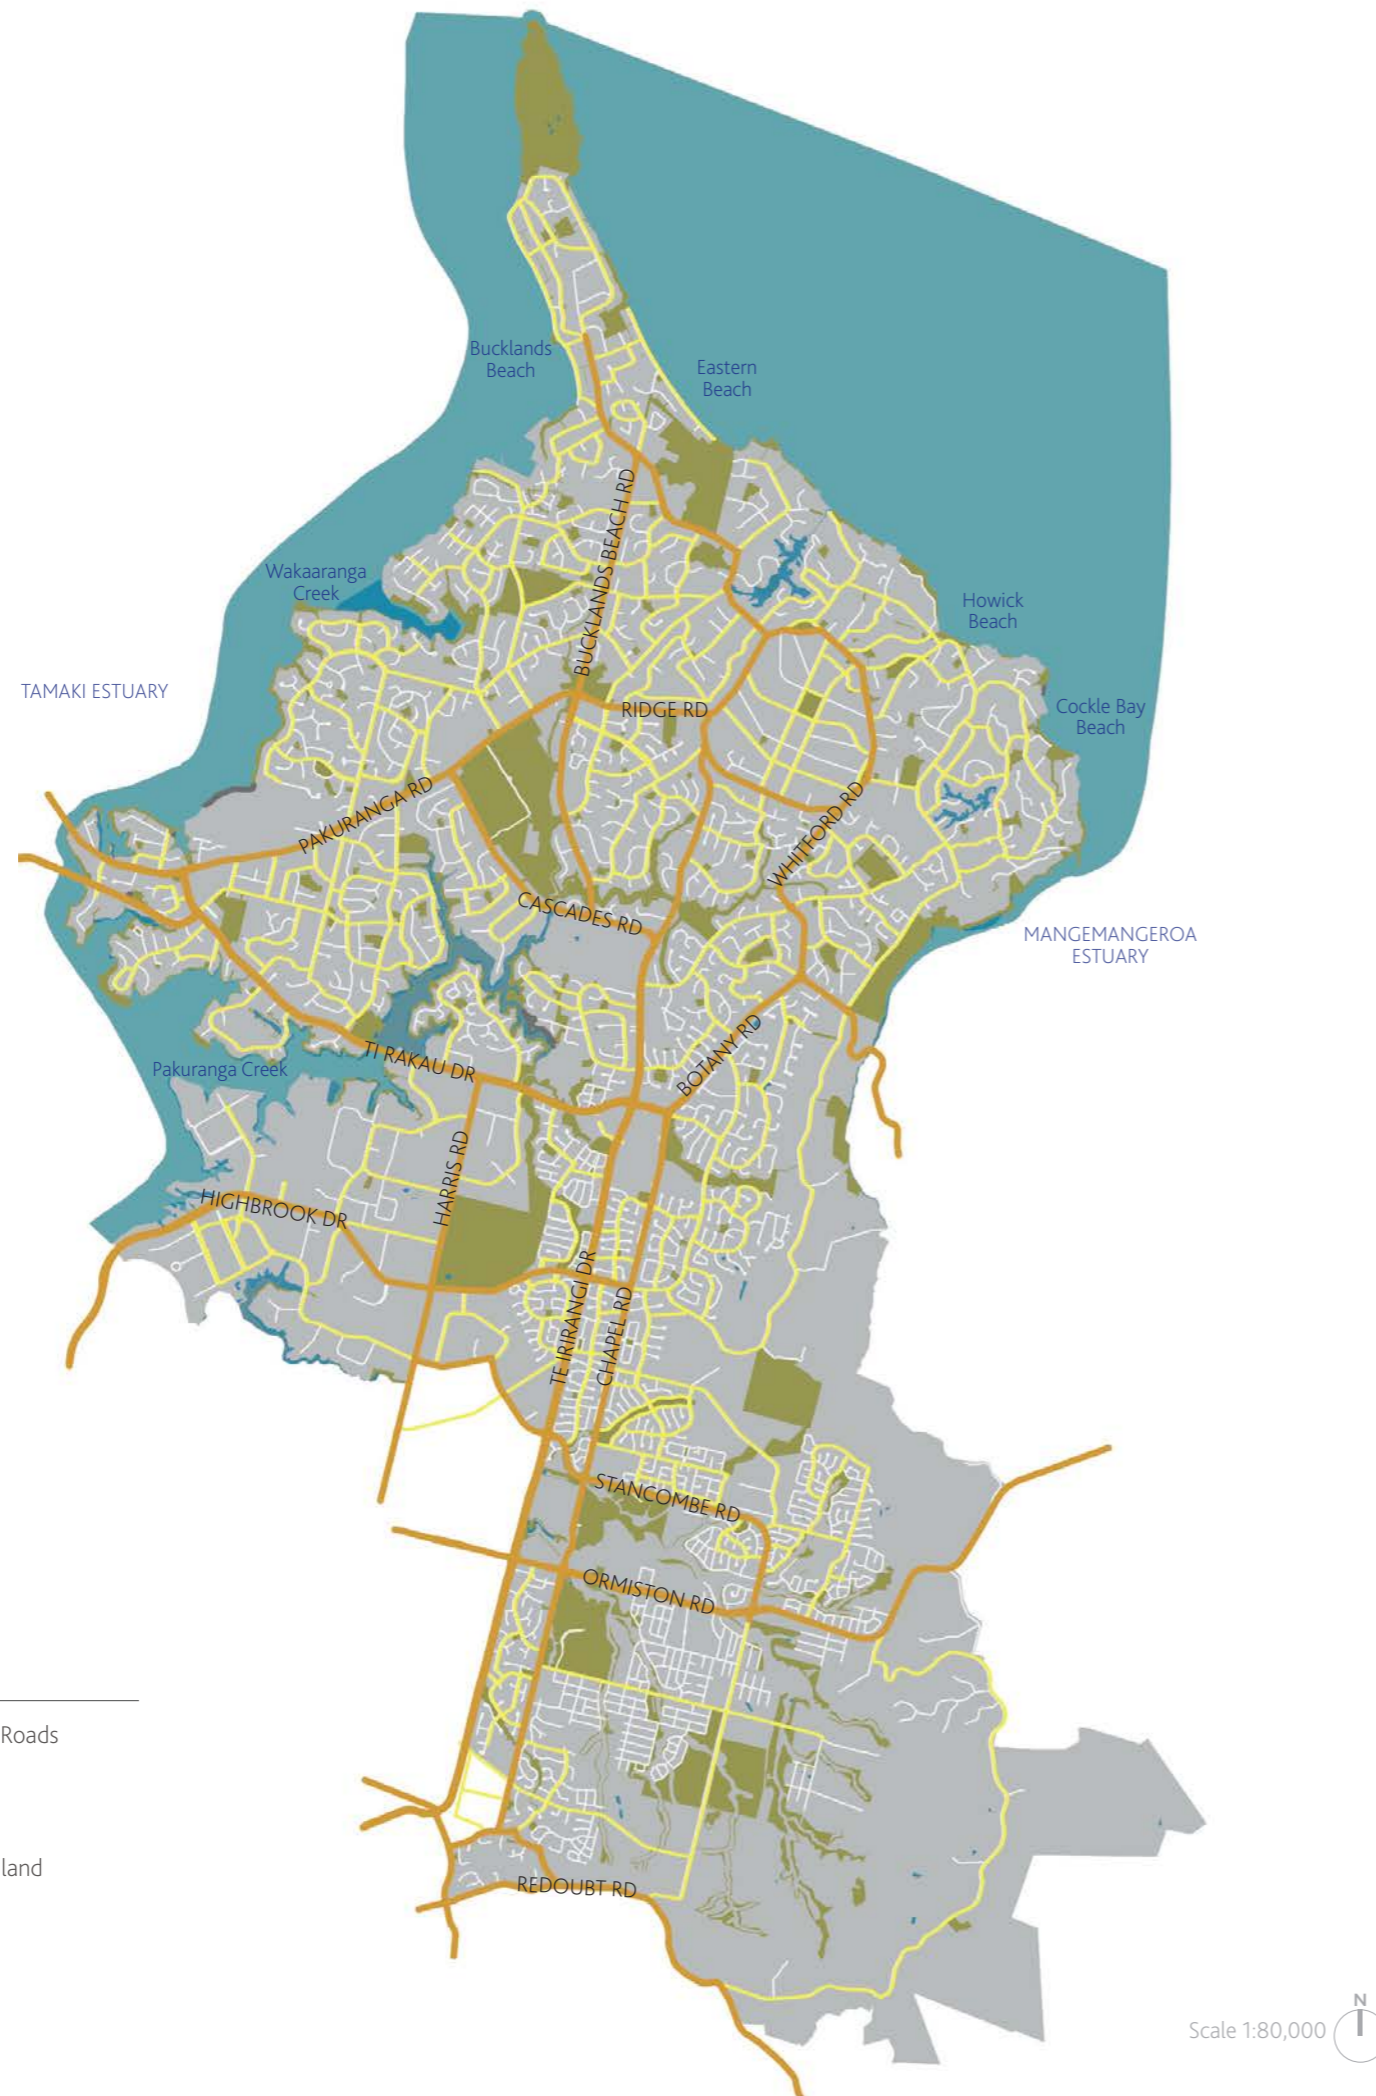 Bucklands
Beach
Eastern
Beach
BUCKLANDS BEACH RD
Wakaaranga
Creek
Howick
Beach
TAMAKI ESTUARY
RIDGE RD
Cockle Bay
Beach
PAKURANGA RD
WHITFORD RD
CASCADES RD
MANGEMANGEROA
ESTUARY
BOTANY RD
TI RAKAU DR
Pakuranga Creek
HARRIS RD
HIGHBROOK DR
TE IRIRANGI DR
CHAPEL RD
STANCOMBE RD
ORMISTON RD
Roads
land
REDOUBT RD
N
Scale 1:80,000